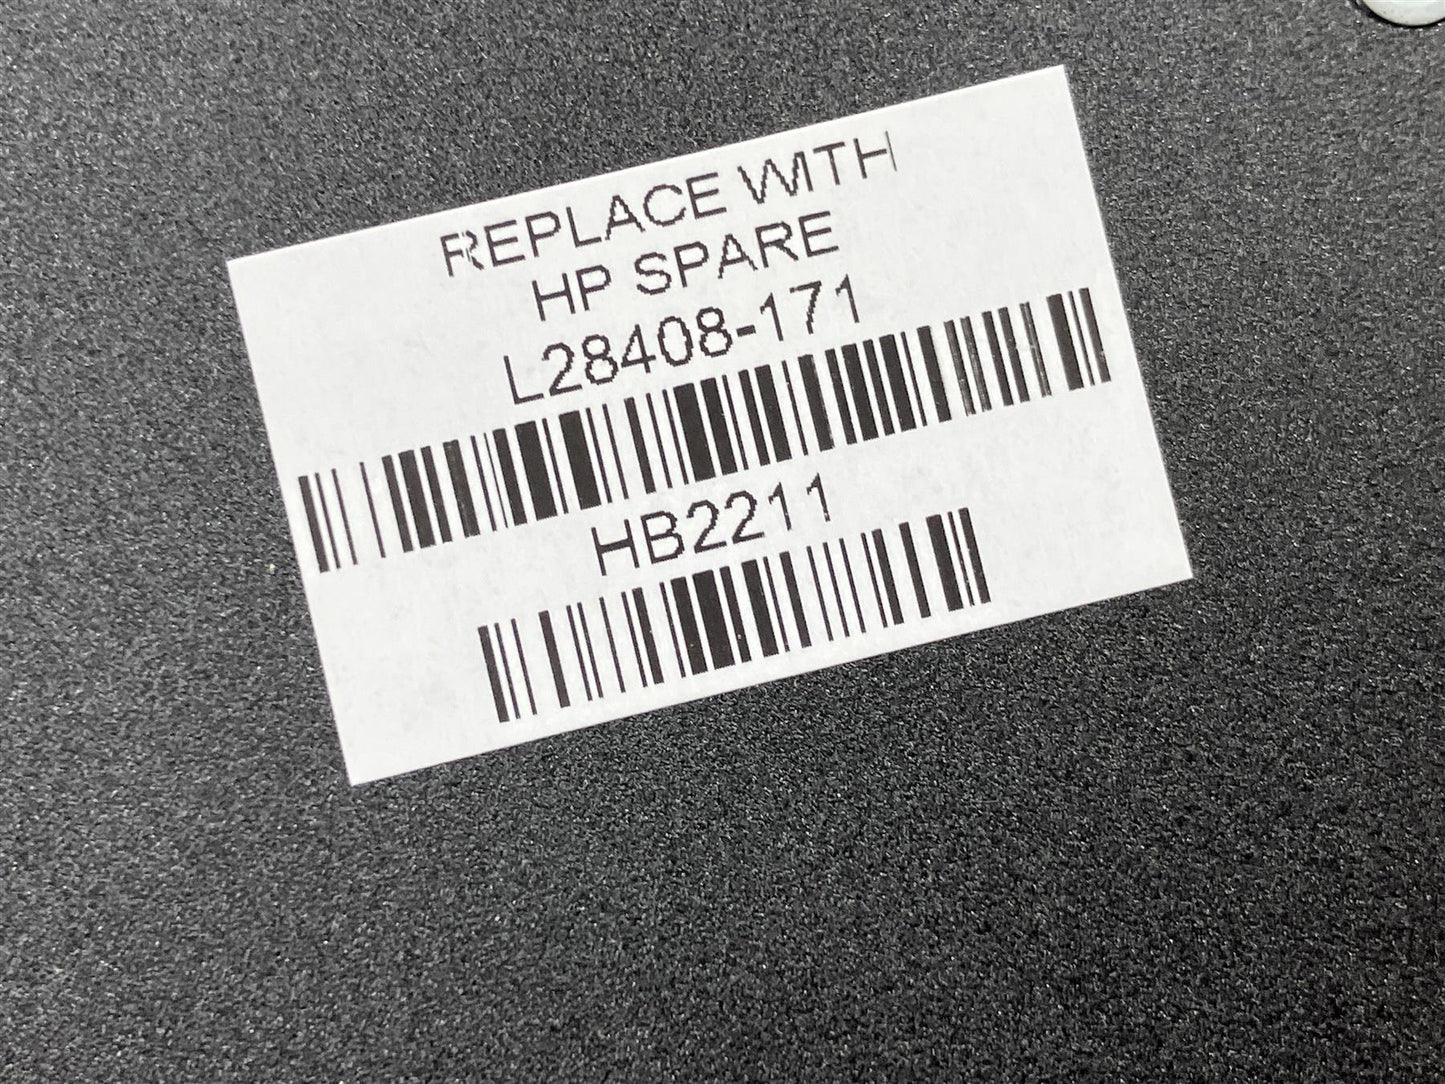 REPLACE WITH
HP SPARE
L28408-171
HB2211